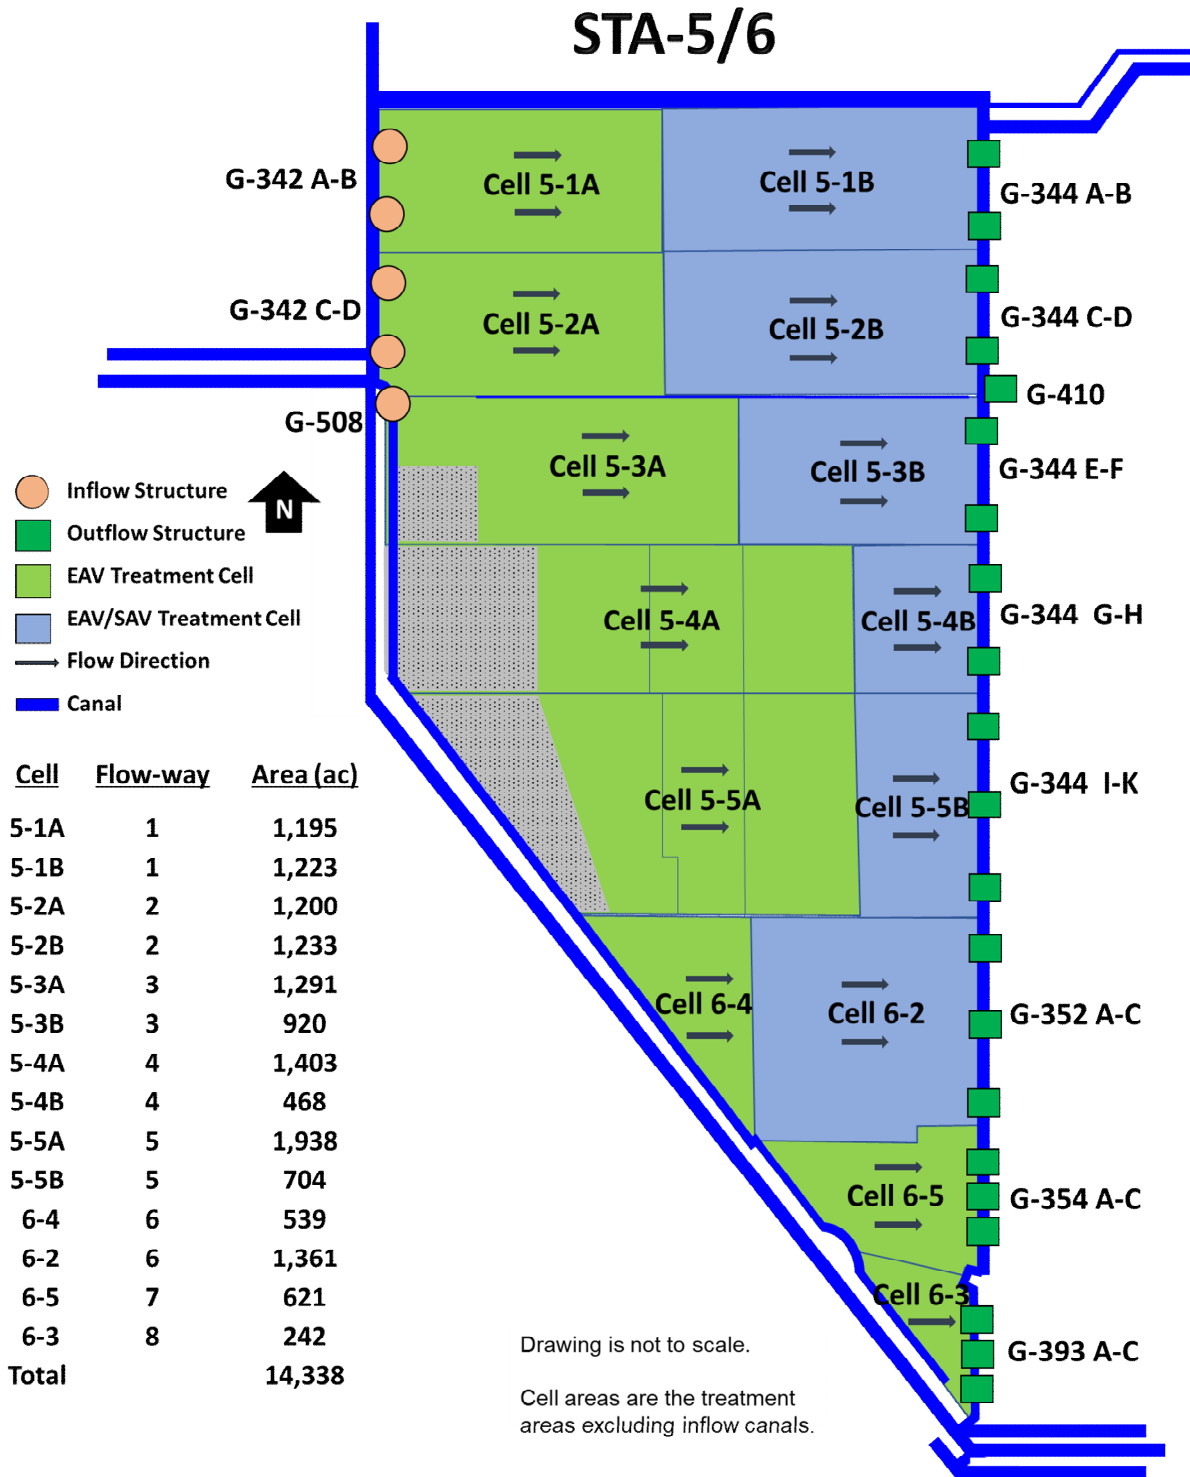 STA-5/6
G-342 A-B
Cell 5-1A
Cell 5-1B
G-344 A-B
G-342 C-D
Cell 5-2A
Cell 5-2B
G-344 C-D
G-410
G-508
Cell 5-3A
Cell 5-3B
G-344 E-F
Inflow Structure
N
Outflow Structure
EAV Treatment Cell
EAV/SAV Treatment Cell
Flow Direction
Canal
Cell 5-4A
Cell 5-4B
G-344 G-H
Cell 5-5A
Cell 5-5B
G-344 I-K
Cell Flow-way Area (ac)
5-1A 1 1,195
5-1B 1 1,223
5-2A 2 1,200
5-2B 2 1,233
5-3A 3 1,291
5-3B 3 920
5-4A 4 1,403
5-4B 4 468
5-5A 5 1,938
5-5B 5 704
6-4 6 539
6-2 6 1,361
6-5 7 621
6-3 8 242
Total 14,338
Cell 6-4
Cell 6-2
G-352 A-C
Cell 6-5
G-354 A-C
Cell 6-3
G-393 A-C
Drawing is not to scale.
Cell areas are the treatment
areas excluding inflow canals.